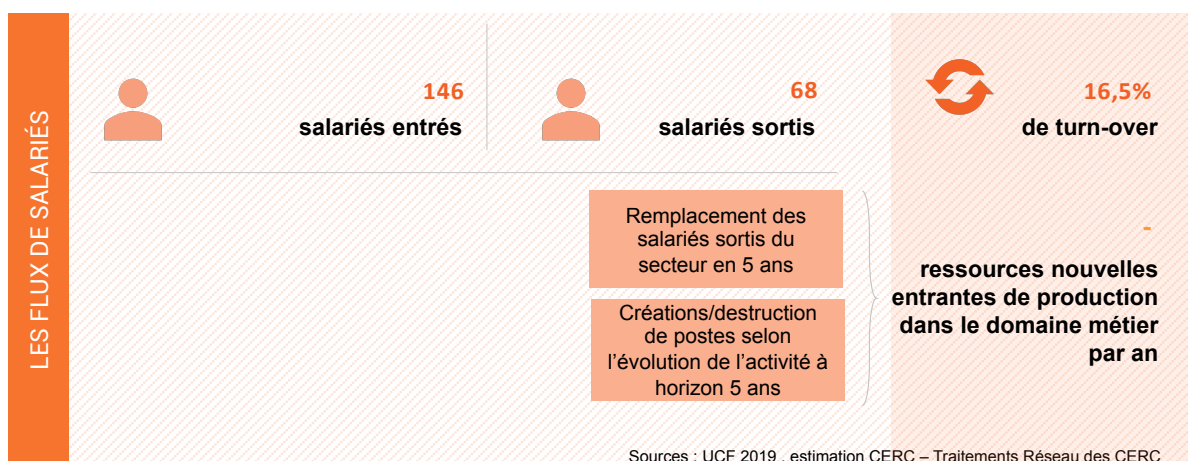 LES FLUX DE SALARIÉS
146
salariés entrés
68
salariés sortis
16,5%
de turn-over
Remplacement des
salariés sortis du
secteur en 5 ans
Créations/destruction
de postes selon
l’évolution de l’activité à
horizon 5 ans
-
ressources nouvelles
entrantes de production
dans le domaine métier
par an
Sources : UCF 2019 , estimation CERC – Traitements Réseau des CERC